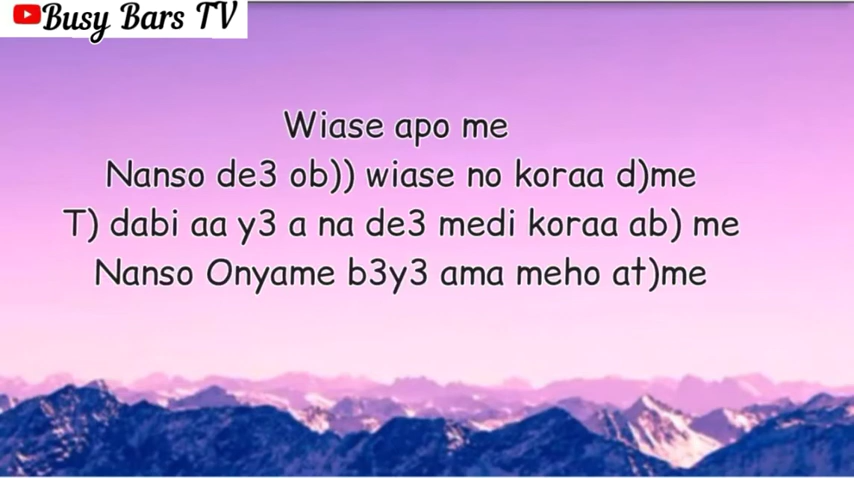 Busy Bars TV
Wiase apo me
Nanso de3 ob)) wiase no koraa d)me
T) dabi aa y3 a na de3 medi koraa ab) me
Nanso Onyame b3y3 ama meho at)me